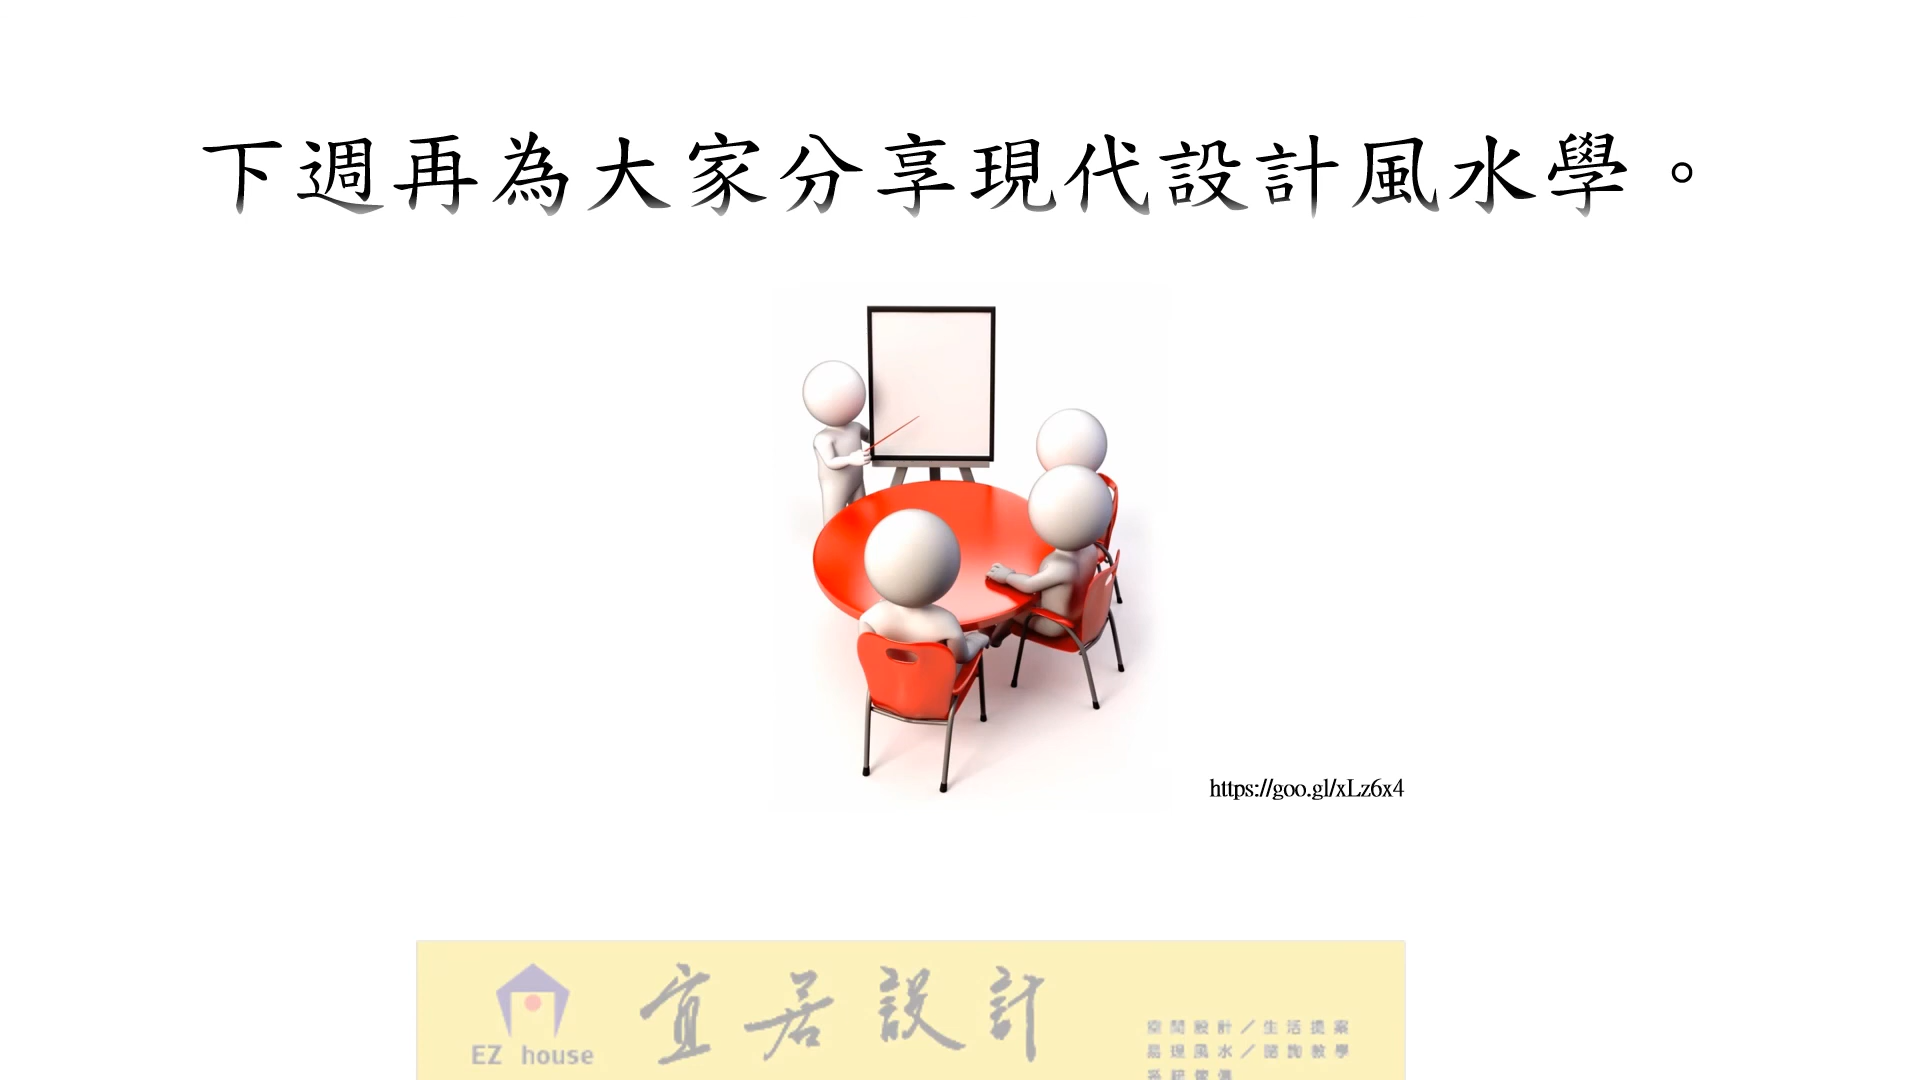 下週再為大家分享現代設計風水學。
https://goo.gl/xLz6x4
EZ house
宜居設計
空間設計／生活提案
易理風水／諮詢教學